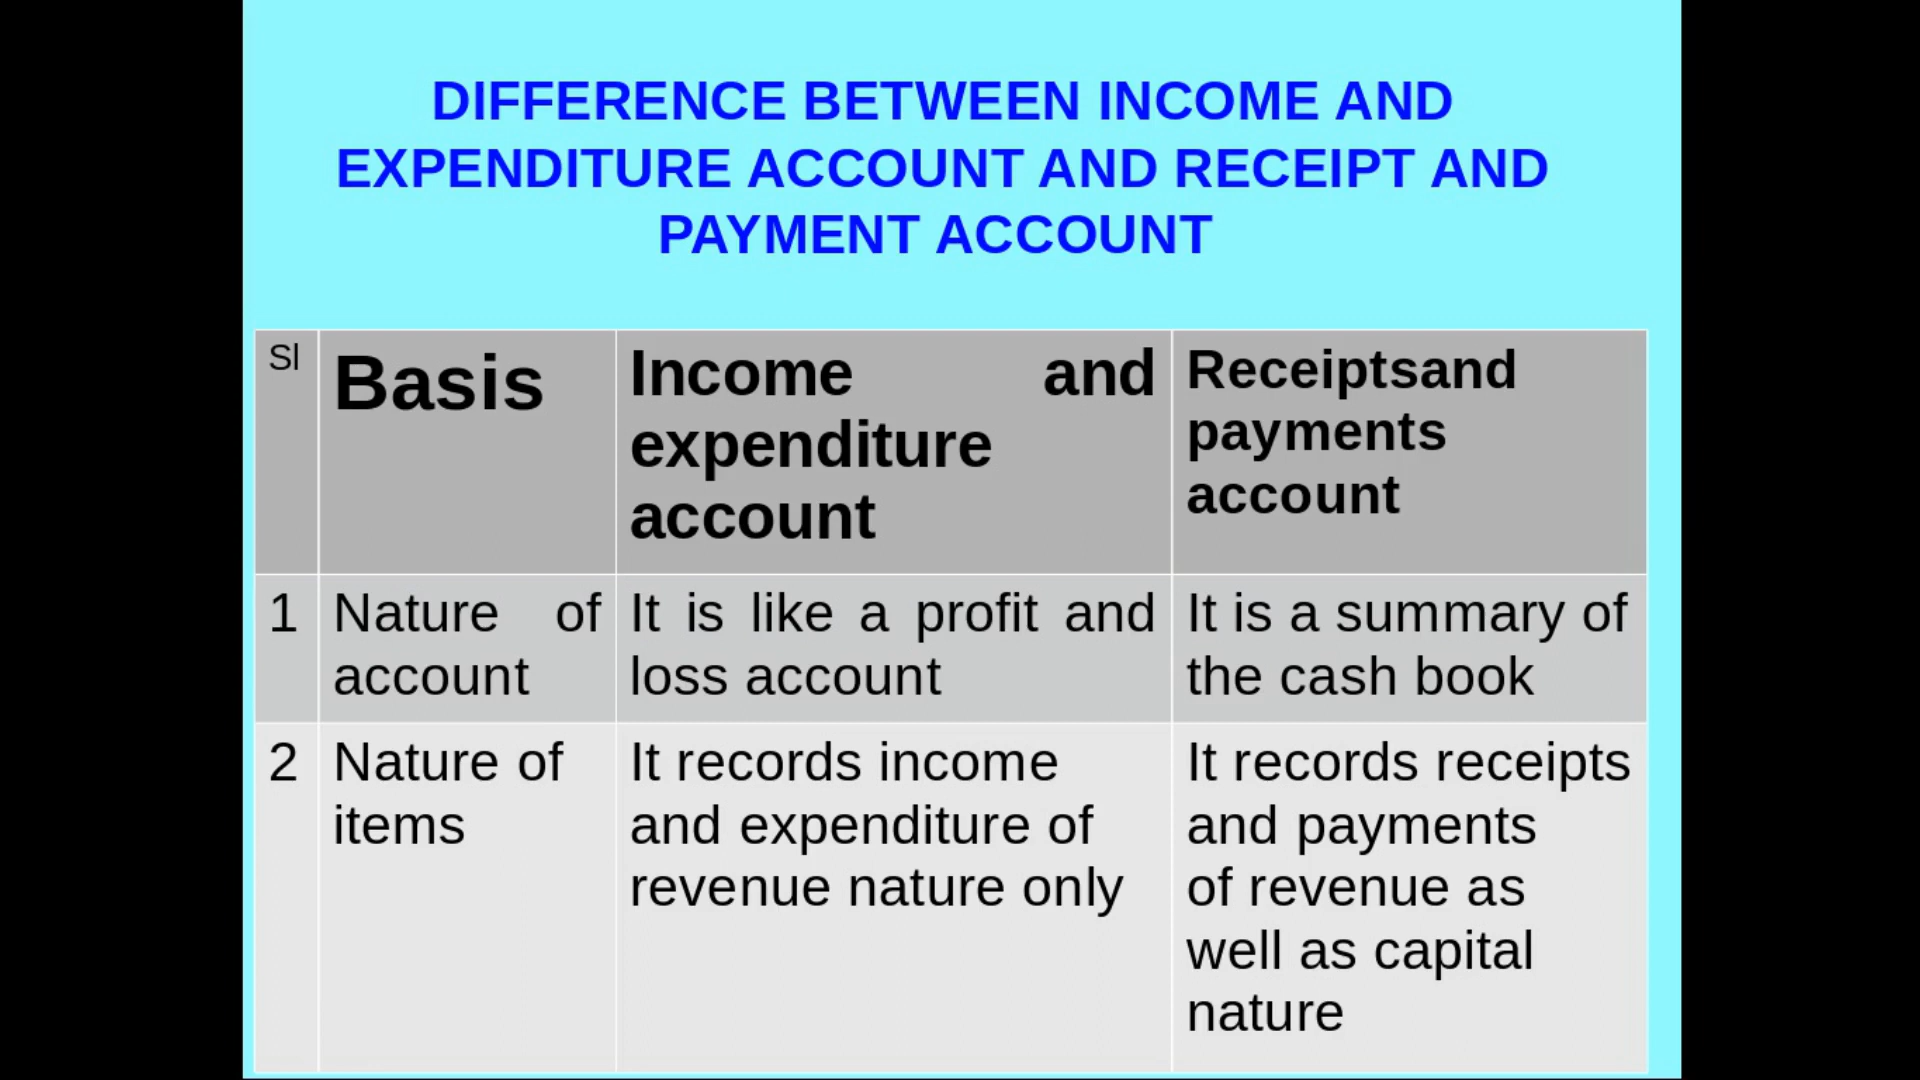 DIFFERENCE BETWEEN INCOME AND
EXPENDITURE ACCOUNT AND RECEIPT AND
PAYMENT ACCOUNT
Sl
Basis
Income and
expenditure
account
Receiptsand
payments
account
1
Nature of
account
It is like a profit and
loss account
It is a summary of
the cash book
2
Nature of
items
It records income
and expenditure of
revenue nature only
It records receipts
and payments
of revenue as
well as capital
nature